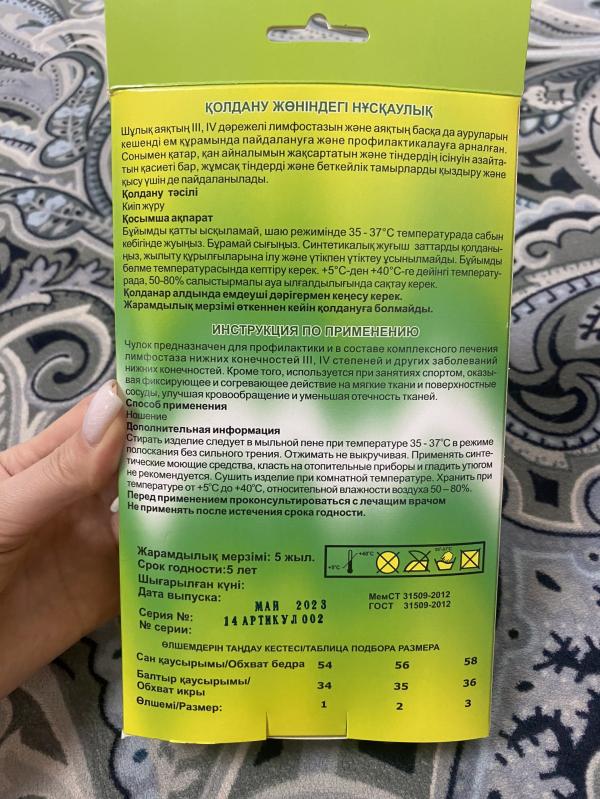 ҚОЛДАНУ ЖӨНІНДЕГІ НҰСҚАУЛЫҚ
Шұлық аяқтың III, IV дәрежелі лимфостазын және аяқтың басқа да ауруларын
кешенді ем құрамында пайдалануға және профилактикалауға арналған.
Сонымен қатар, қан айналымын жақсартатын және тіндердің ісінуін азайта-
тын қасиеті бар, жұмсақ тіндерді және беткейлік тамырларды қыздыру және
қысу үшін де пайдаланылады.
Қолдану тәсілі
Киіп жүру
Қосымша ақпарат
Бұйымды қатты ысқыламай, шаю режимінде 35 - 37°С температурада сабын
көбігінде жуыңыз. Бұрамай сығыңыз. Синтетикалық жуғыш заттарды қолданы-
ңыз, жылыту құрылғыларына ілу және үтікпен үтіктеу ұсынылмайды. Бұйымды
бөлме температурасында кептіру керек. +5°С-ден +40°С-ге дейінгі температу-
рада, 50-80% салыстырмалы ауа ылғалдылығында сақтау керек.
Қолданар алдында емдеуші дәрігермен кеңесу керек.
Жарамдылық мерзімі өткеннен кейін қолдануға болмайды.
ИНСТРУКЦИЯ ПО ПРИМЕНЕНИЮ
Чулок предназначен для профилактики и в составе комплексного лечения
лимфостаза нижних конечностей III, IV степеней и других заболеваний
нижних конечностей. Кроме того, используется при занятиях спортом, оказы-
вая фиксирующее и согревающее действие на мягкие ткани и поверхностные
сосуды, улучшая кровообращение и уменьшая отечность тканей.
Способ применения
Ношение
Дополнительная информация
Стирать изделие следует в мыльной пене при температуре 35 - 37°С в режиме
полоскания без сильного трения. Отжимать не выкручивая. Применять синте-
тические моющие средства, класть на отопительные приборы и гладить утюгом
не рекомендуется. Сушить изделие при комнатной температуре. Хранить при
температуре от +5°С до +40°С, относительной влажности воздуха 50 – 80%.
Перед применением проконсультироваться с лечащим врачом
Не применять после истечения срока годности.
Жарамдылық мерзімі: 5 жыл.
Срок годности:5 лет
+5°С +40°С 35°-37°С
Шығарылған күні:
Дата выпуска: МАЙ 2023
МемСТ 31509-2012
ГОСТ 31509-2012
Серия №: 14 АРТИКУЛ 002
№ серии:
ӨЛШЕМДЕРІН ТАҢДАУ КЕСТЕСІ/ТАБЛИЦА ПОДБОРА РАЗМЕРА
Сан қаусырымы/Обхват бедра 54 56 58
Балтыр қаусырымы/
Обхват икры 34 35 36
Өлшемі/Размер: 1 2 3